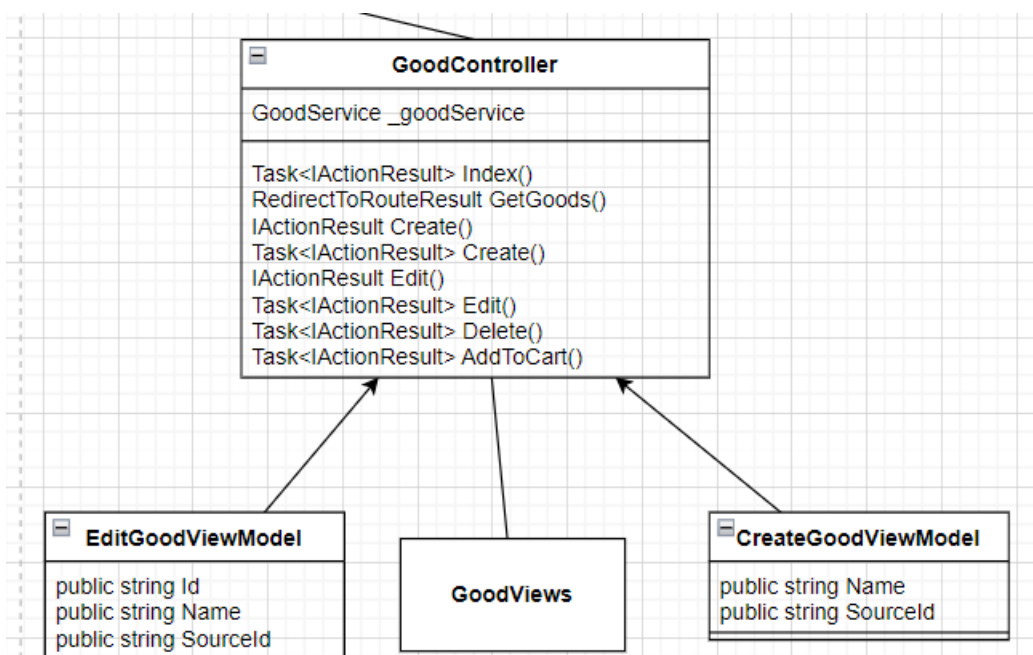 GoodController
GoodService _goodService
Task<IActionResult> Index()
RedirectToRouteResult GetGoods()
IActionResult Create()
Task<IActionResult> Create()
IActionResult Edit()
Task<IActionResult> Edit()
Task<IActionResult> Delete()
Task<IActionResult> AddToCart()
EditGoodViewModel
public string Id
public string Name
public string SourceId
GoodViews
CreateGoodViewModel
public string Name
public string SourceId